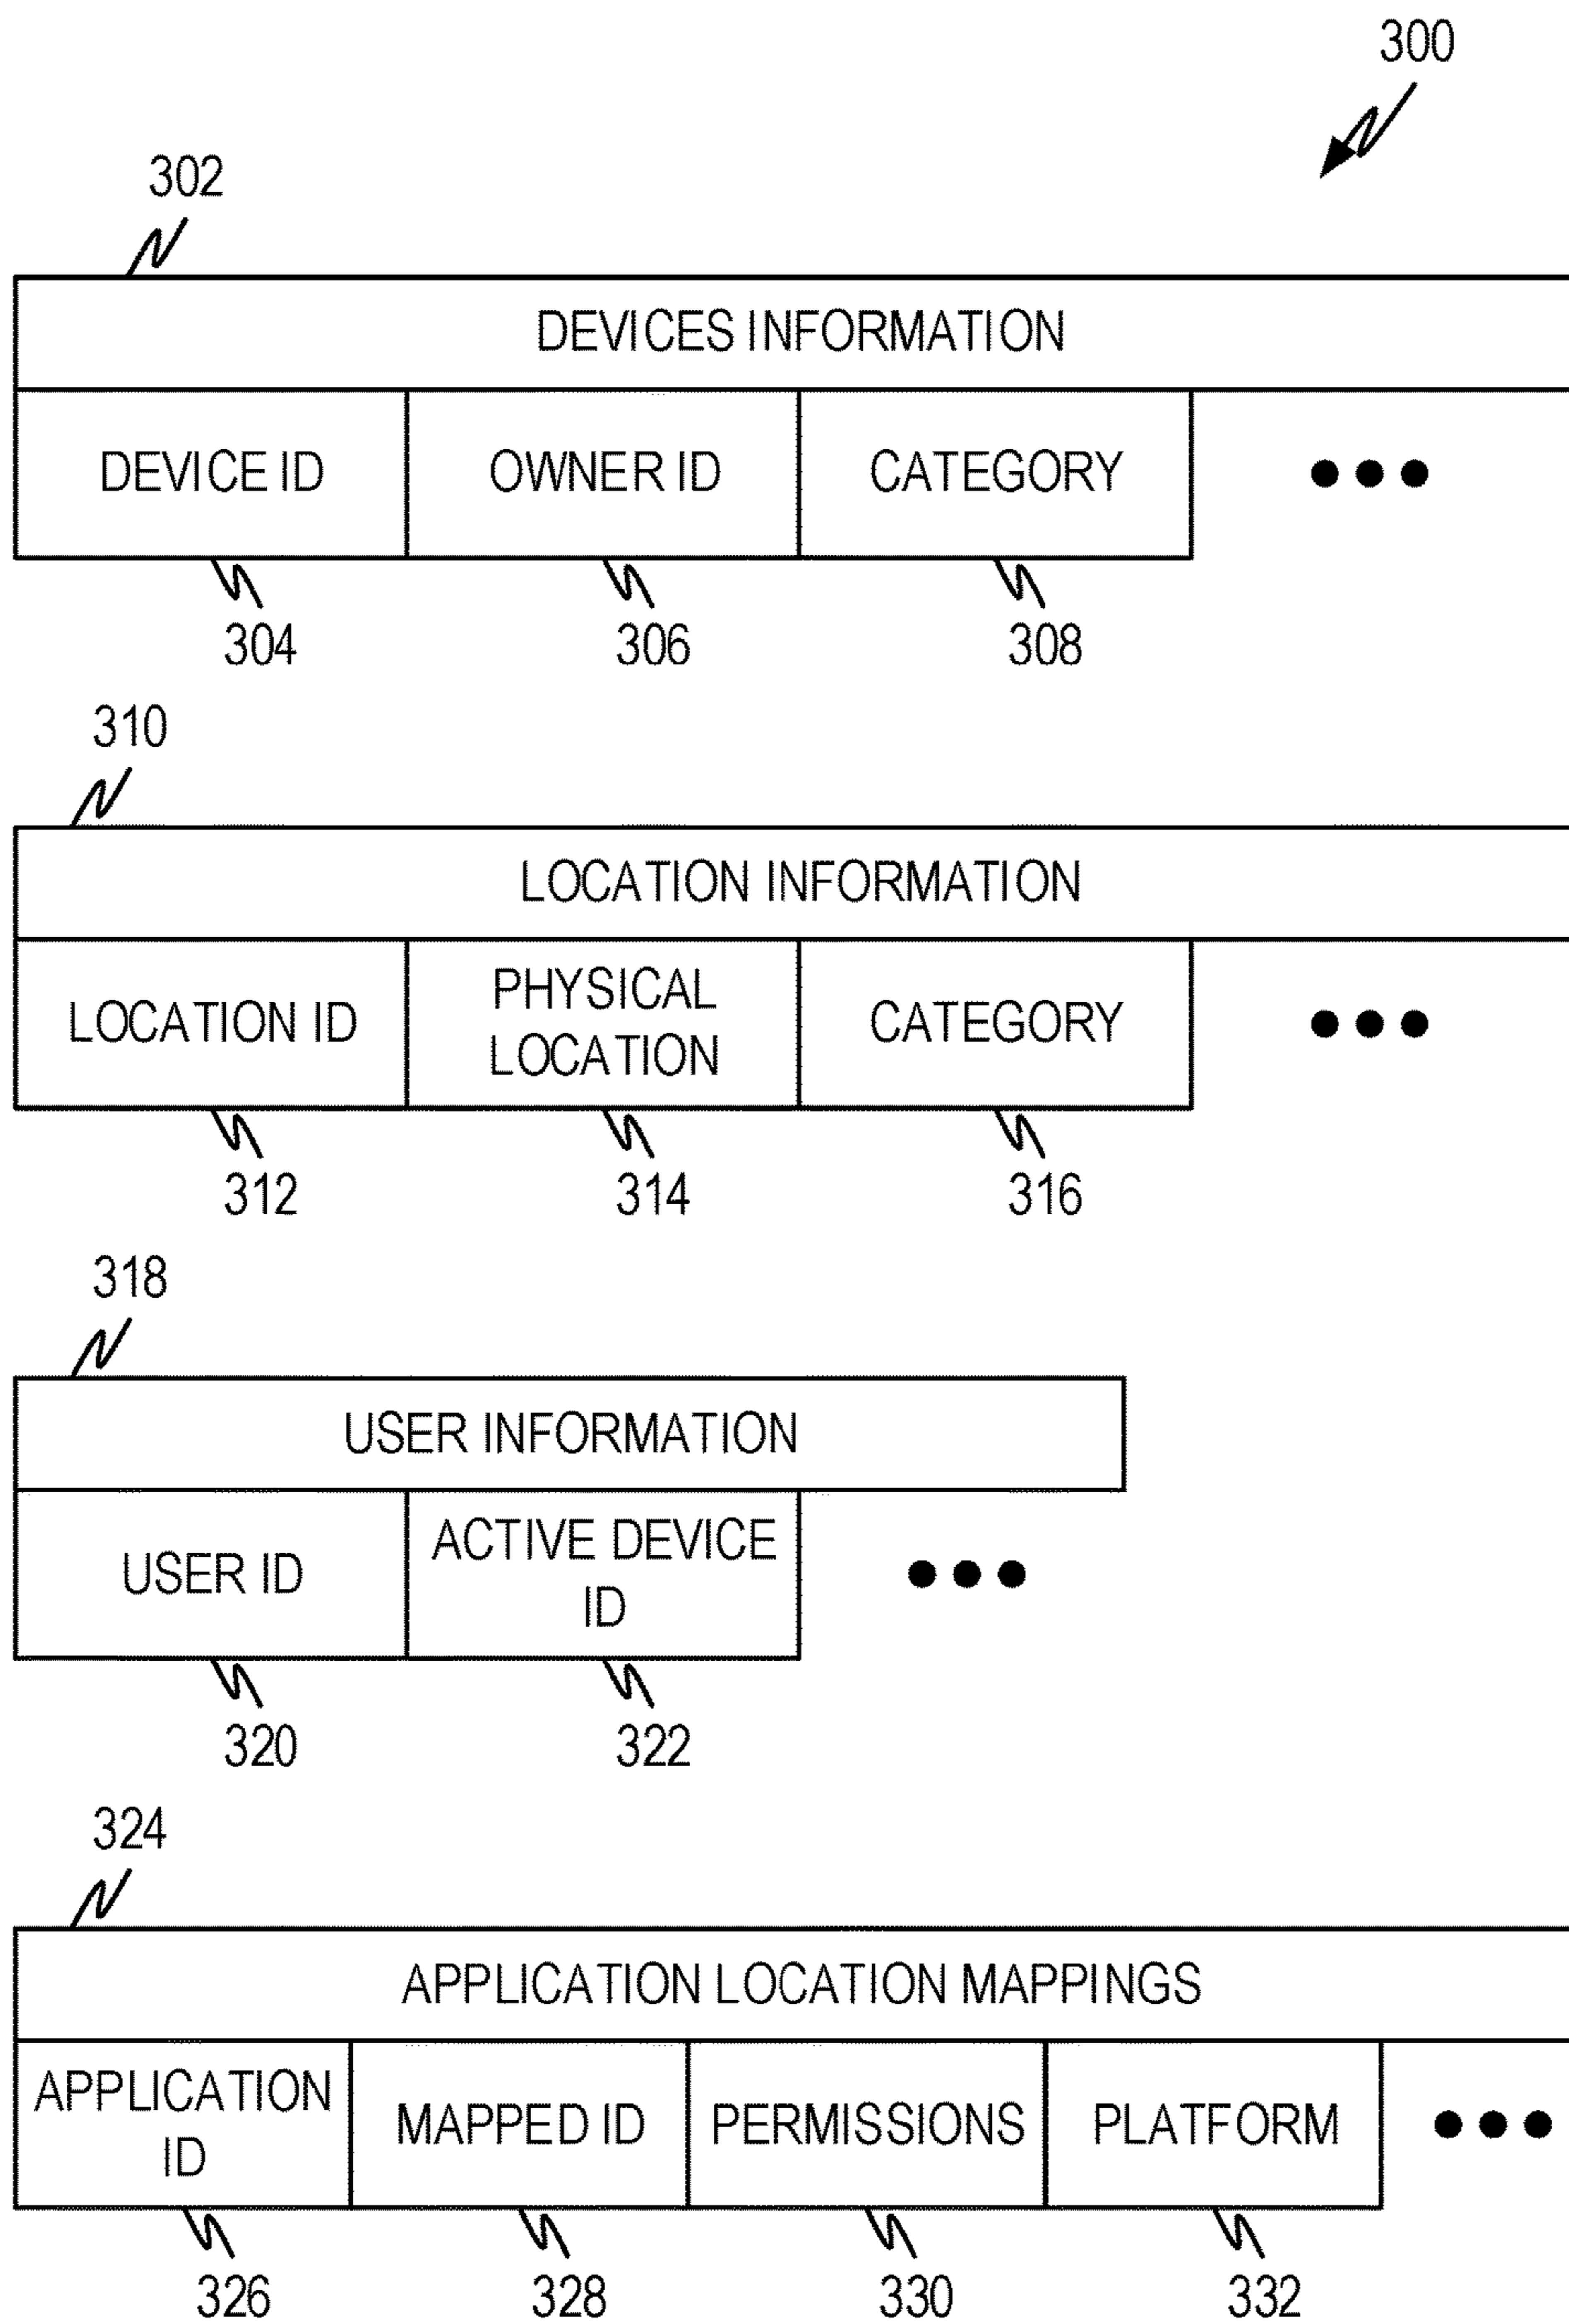 300
302
DEVICES INFORMATION
DEVICE ID
OWNER ID
CATEGORY
304
306
308
310
LOCATION INFORMATION
LOCATION ID
PHYSICAL
LOCATION
CATEGORY
312
314
316
318
USER INFORMATION
USER ID
ACTIVE DEVICE
ID
320
322
324
APPLICATION LOCATION MAPPINGS
APPLICATION
ID
MAPPED ID
PERMISSIONS
PLATFORM
326
328
330
332